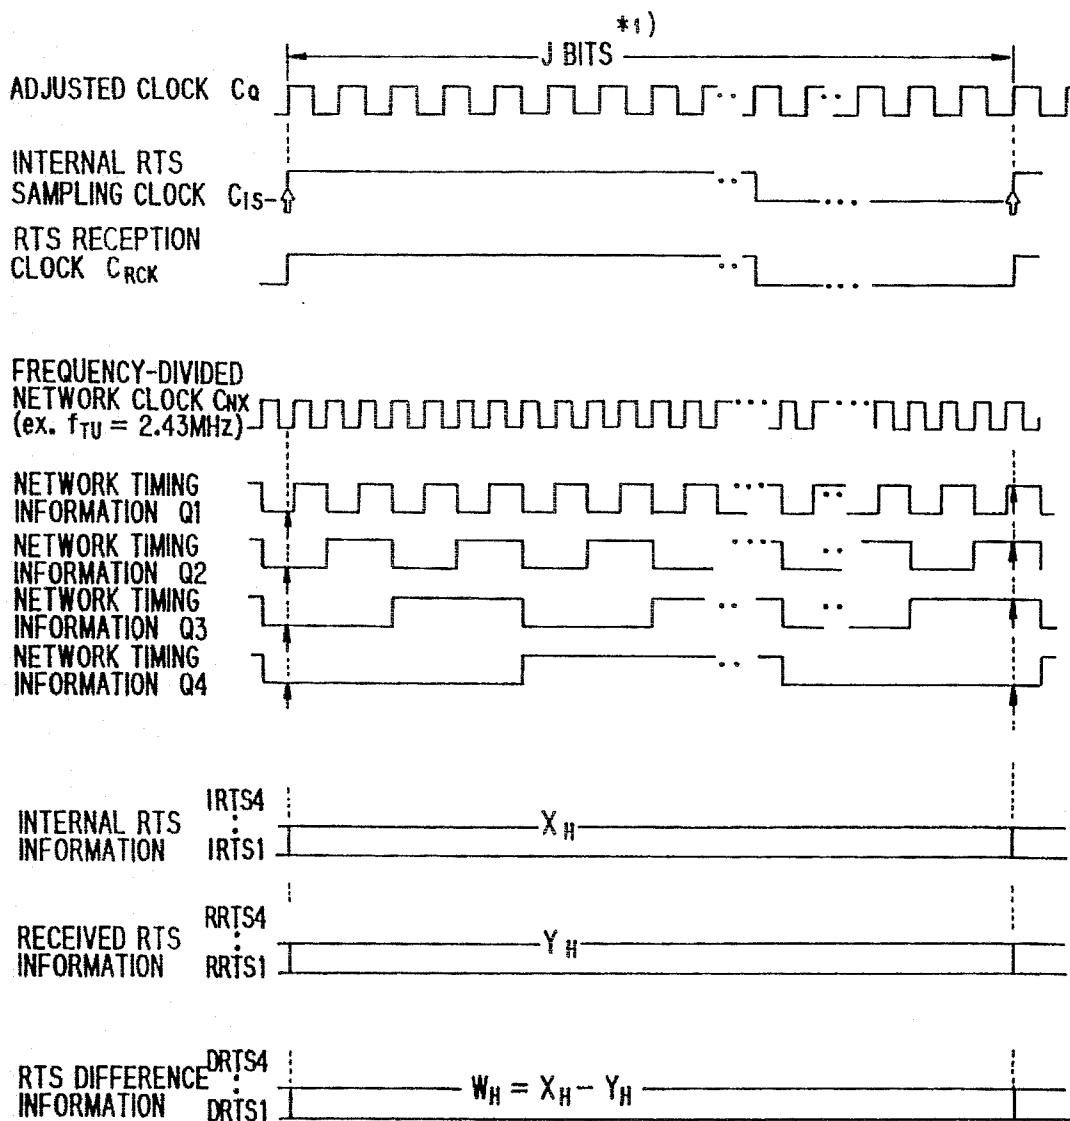 *1)
J BITS
ADJUSTED CLOCK CQ
INTERNAL RTS
SAMPLING CLOCK CIS
RTS RECEPTION
CLOCK CRCK
FREQUENCY-DIVIDED
NETWORK CLOCK CNX
(ex. fTU = 2.43MHz)
NETWORK TIMING
INFORMATION Q1
NETWORK TIMING
INFORMATION Q2
NETWORK TIMING
INFORMATION Q3
NETWORK TIMING
INFORMATION Q4
INTERNAL RTS
INFORMATION
IRTS4
:
IRTS1
XH
RECEIVED RTS
INFORMATION
RRTS4
:
RRTS1
YH
RTS DIFFERENCE
INFORMATION
DRTS4
:
DRTS1
WH = XH - YH